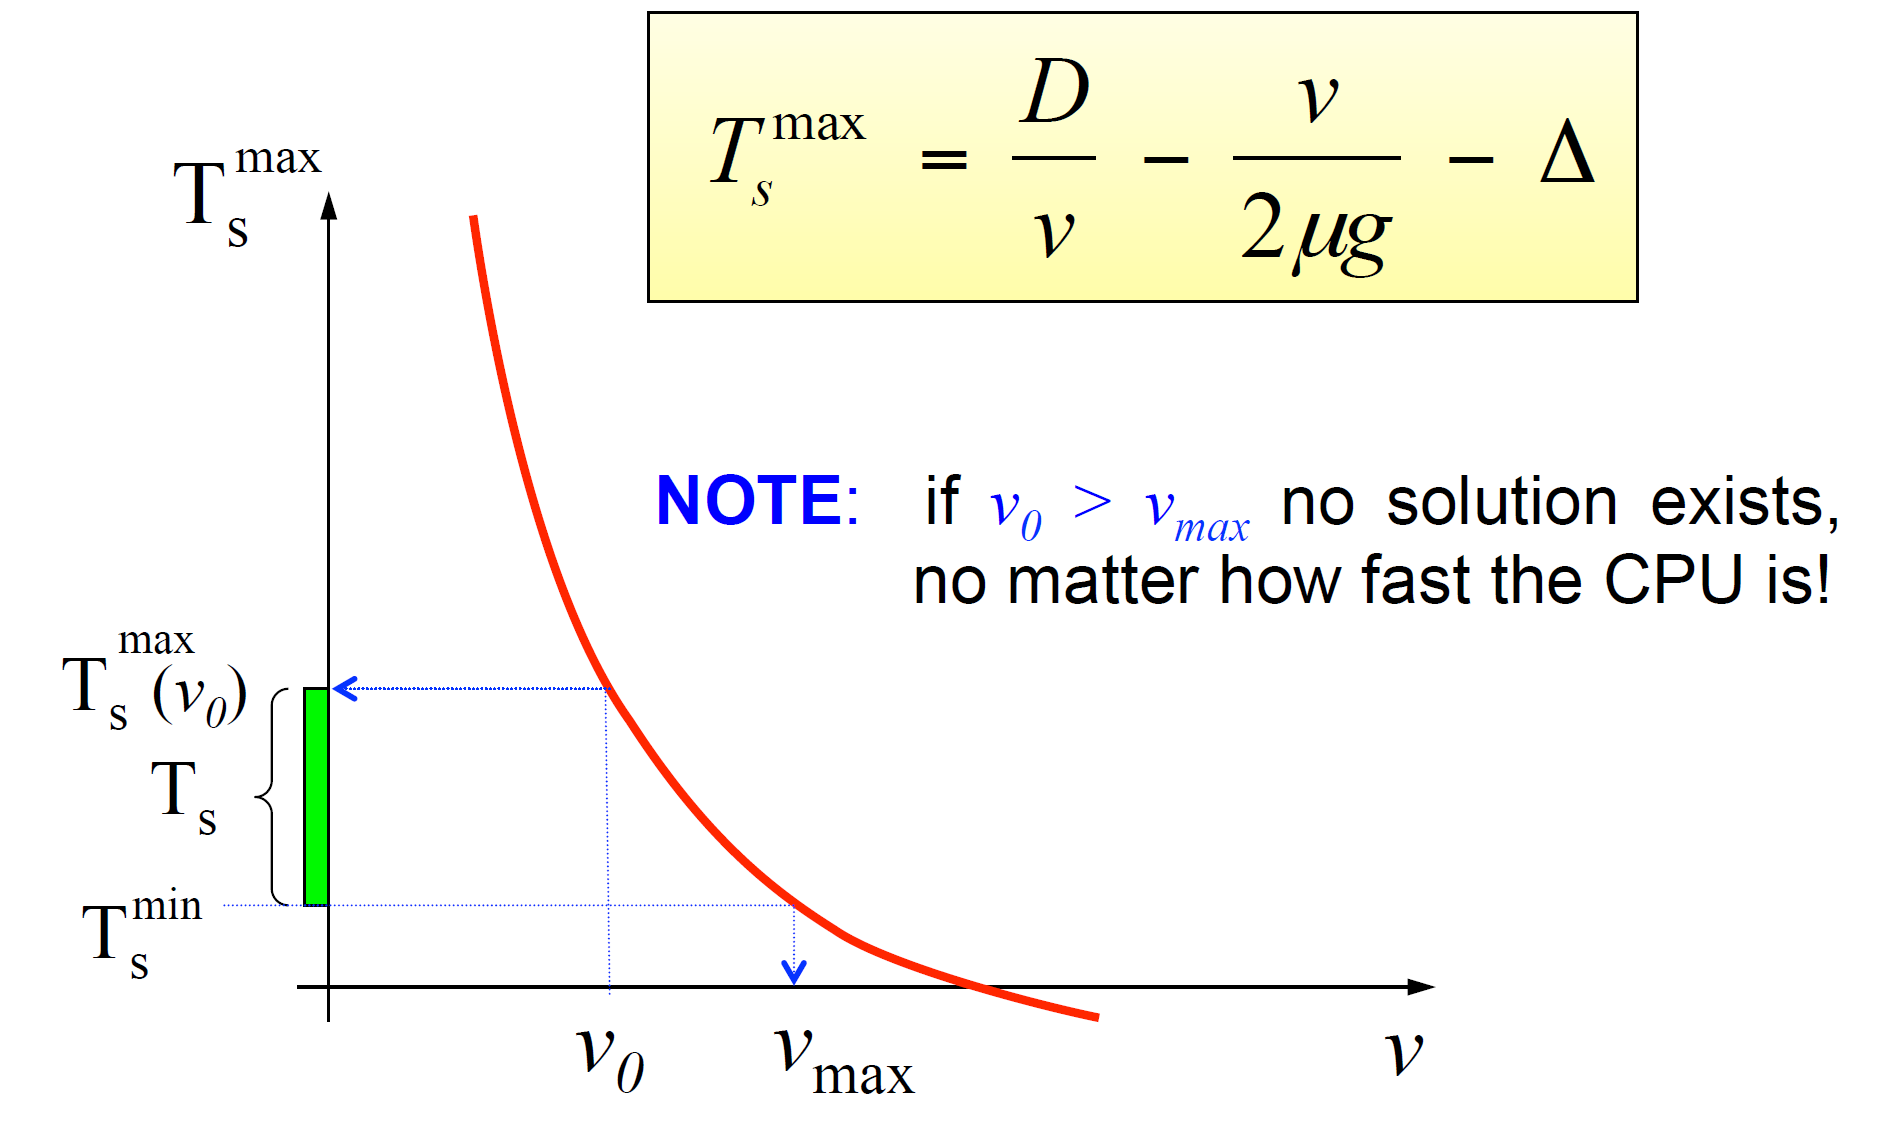 T_s^max = D/v − v/2μg − Δ
T_s^max
NOTE: if v_0 > v_max no solution exists,
no matter how fast the CPU is!
T_s^max (v_0)
T_s
T_s^min
v_0
v_max
v